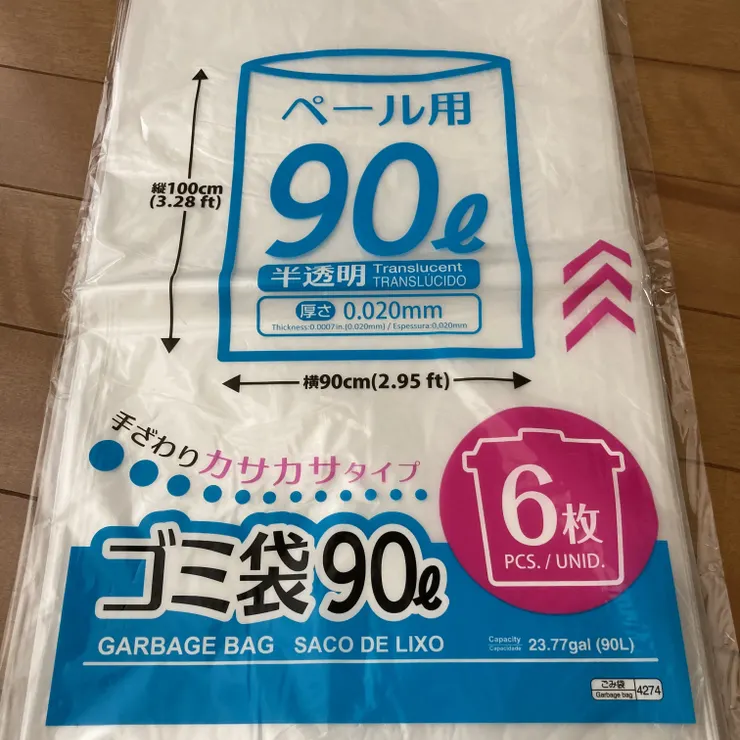 ペール用
90ℓ
半透明 Translucent
TRANSLÚCIDO
厚さ 0.020mm
Thickness:0.0007in.(0.020mm) / Espessura:0,020mm
縦100cm
(3.28 ft)
横90cm(2.95 ft)
手ざわりカサカサタイプ
6枚
PCS. / UNID.
ゴミ袋90ℓ
GARBAGE BAG SACO DE LIXO
Capacity
Capacidade 23.77gal (90L)
ごみ袋
Garbage bag 4274